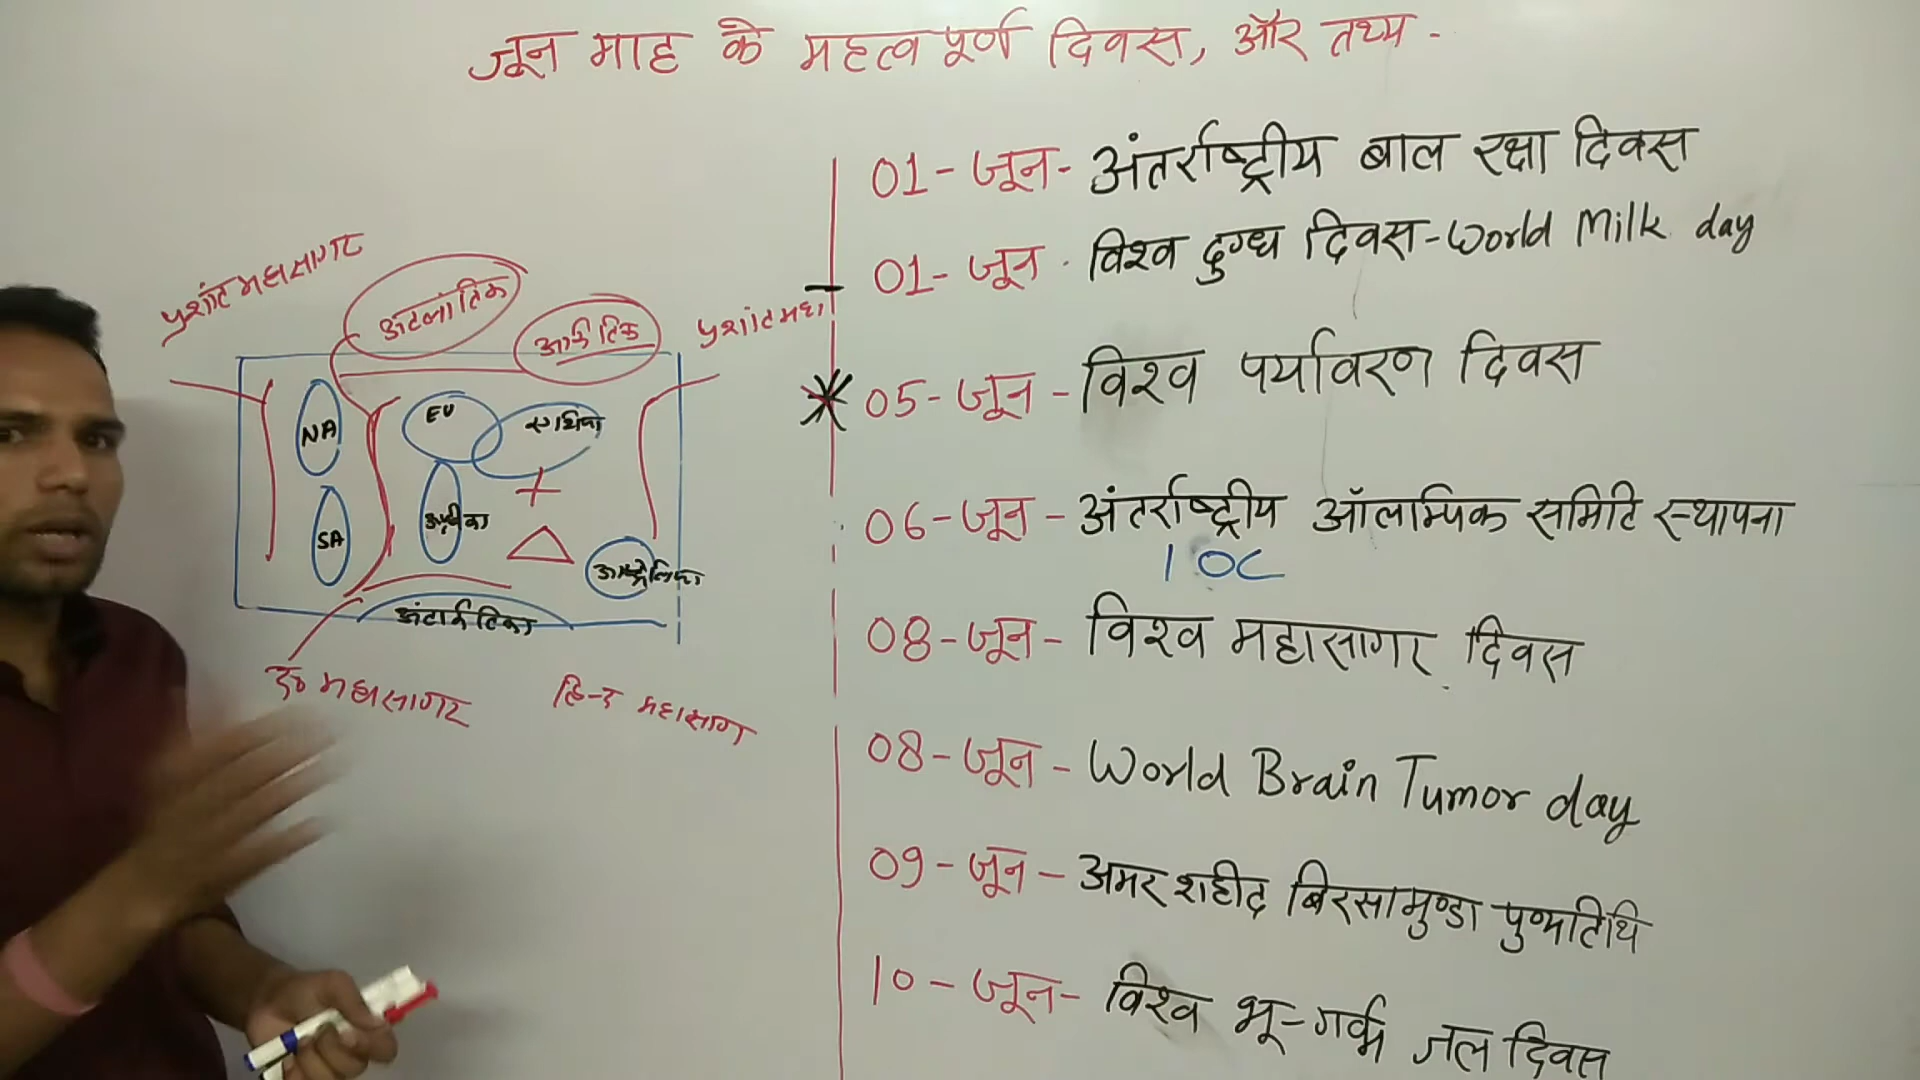 जून माह के महत्वपूर्ण दिवस, और तथ्य -
01- जून- अंतर्राष्ट्रीय बाल रक्षा दिवस
01- जून - विश्व दुग्ध दिवस-World Milk day
05- जून - विश्व पर्यावरण दिवस
06- जून - अंतर्राष्ट्रीय ऑलम्पिक समिति स्थापना
IOC
08- जून - विश्व महासागर दिवस
08- जून - World Brain Tumor day
09- जून - अमर शहीद बिरसामुण्डा पुण्यतिथि
10 - जून- विश्व भू-गर्भ जल दिवस
प्रशांत महासागर
अटलांतिक
आर्कटिक
प्रशांत महा
NA
EU
एशिया
SA
अफ्रीका
आस्ट्रेलिया
अंटार्कटिका
महासागर
हिन्द महासाग